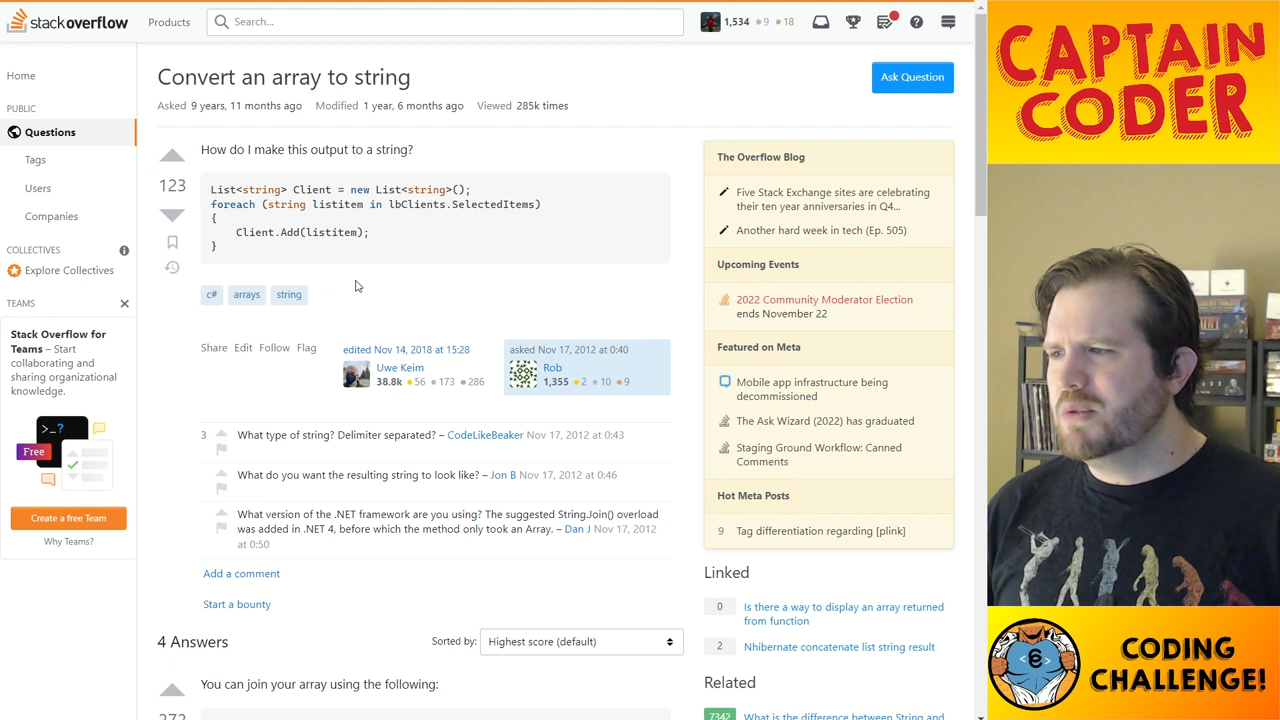 stackoverflow
Products
Search...
1,534 9 18
Home
PUBLIC
Questions
Tags
Users
Companies
COLLECTIVES
Explore Collectives
TEAMS
Stack Overflow for
Teams – Start
collaborating and
sharing organizational
knowledge.
>_?
Free
Create a free Team
Why Teams?
Convert an array to string
Ask Question
Asked 9 years, 11 months ago Modified 1 year, 6 months ago Viewed 285k times
How do I make this output to a string?
123
List<string> Client = new List<string>();
foreach (string listitem in lbClients.SelectedItems)
{
Client.Add(listitem);
}
c# arrays string
Share Edit Follow Flag
edited Nov 14, 2018 at 15:28
Uwe Keim
38.8k 56 173 286
asked Nov 17, 2012 at 0:40
Rob
1,355 2 10 9
3 What type of string? Delimiter separated? – CodeLikeBeaker Nov 17, 2012 at 0:43
What do you want the resulting string to look like? – Jon B Nov 17, 2012 at 0:46
What version of the .NET framework are you using? The suggested String.Join() overload
was added in .NET 4, before which the method only took an Array. – Dan J Nov 17, 2012
at 0:50
Add a comment
Start a bounty
4 Answers
Sorted by: Highest score (default)
You can join your array using the following:
272
The Overflow Blog
Five Stack Exchange sites are celebrating
their ten year anniversaries in Q4...
Another hard week in tech (Ep. 505)
Upcoming Events
2022 Community Moderator Election
ends November 22
Featured on Meta
Mobile app infrastructure being
decommissioned
The Ask Wizard (2022) has graduated
Staging Ground Workflow: Canned
Comments
Hot Meta Posts
9 Tag differentiation regarding [plink]
Linked
0 Is there a way to display an array returned
from function
2 Nhibernate concatenate list string result
Related
7342 What is the difference between String and
CAPTAIN
CODER
CODING
CHALLENGE!